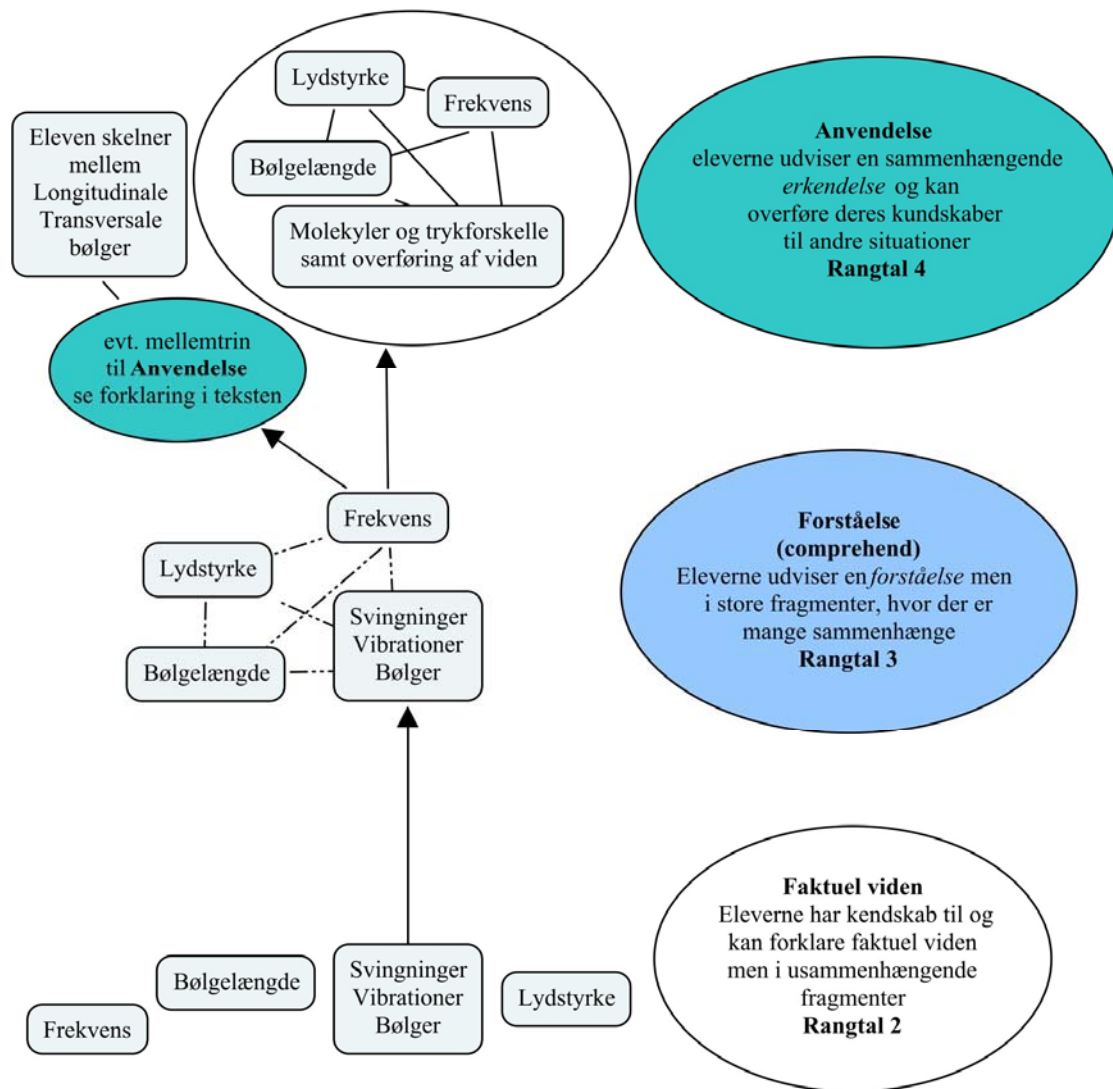 Lydstyrke
Frekvens
Bølgelængde
Molekyler og trykforskelle
samt overføring af viden
Eleven skelner
mellem
Longitudinale
Transversale
bølger
Anvendelse
eleverne udviser en sammenhængende
erkendelse og kan
overføre deres kundskaber
til andre situationer
Rangtal 4
evt. mellemtrin
til Anvendelse
se forklaring i teksten
Frekvens
Lydstyrke
Bølgelængde
Svingninger
Vibrationer
Bølger
Forståelse
(comprehend)
Eleverne udviser en forståelse men
i store fragmenter, hvor der er
mange sammenhænge
Rangtal 3
Frekvens
Bølgelængde
Svingninger
Vibrationer
Bølger
Lydstyrke
Faktuel viden
Eleverne har kendskab til og
kan forklare faktuel viden
men i usammenhængende
fragmenter
Rangtal 2